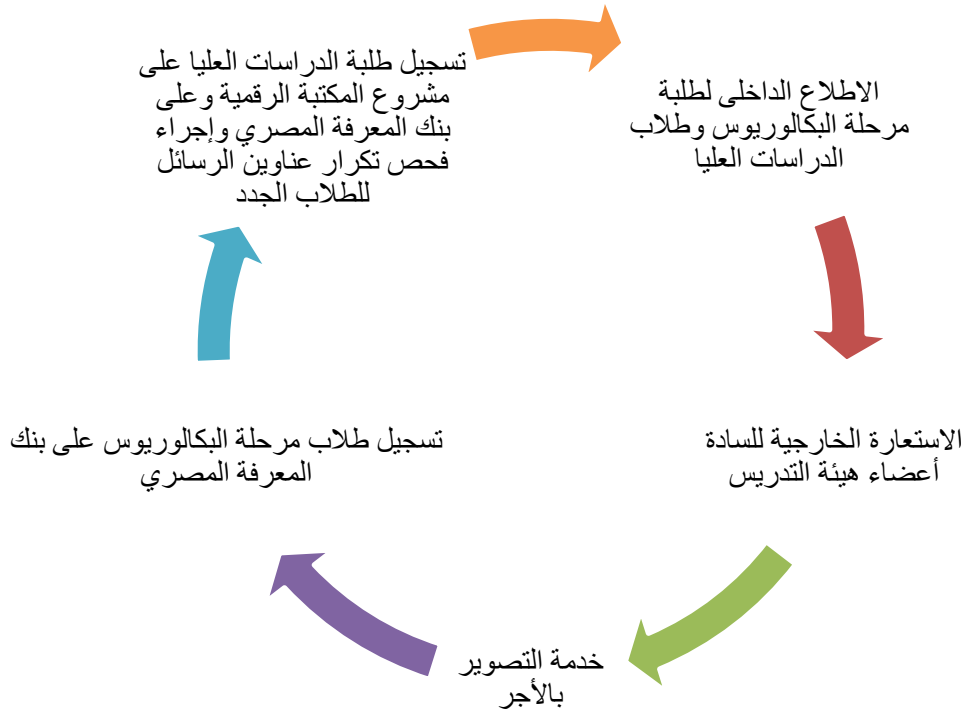 الاطلاع الداخلى لطلبة
مرحلة البكالوريوس وطلاب
الدراسات العليا
الاستعارة الخارجية للسادة
أعضاء هيئة التدريس
خدمة التصوير
بالأجر
تسجيل طلاب مرحلة البكالوريوس على بنك
المعرفة المصري
تسجيل طلبة الدراسات العليا على
مشروع المكتبة الرقمية وعلى
بنك المعرفة المصري وإجراء
فحص تكرار عناوين الرسائل
للطلاب الجدد